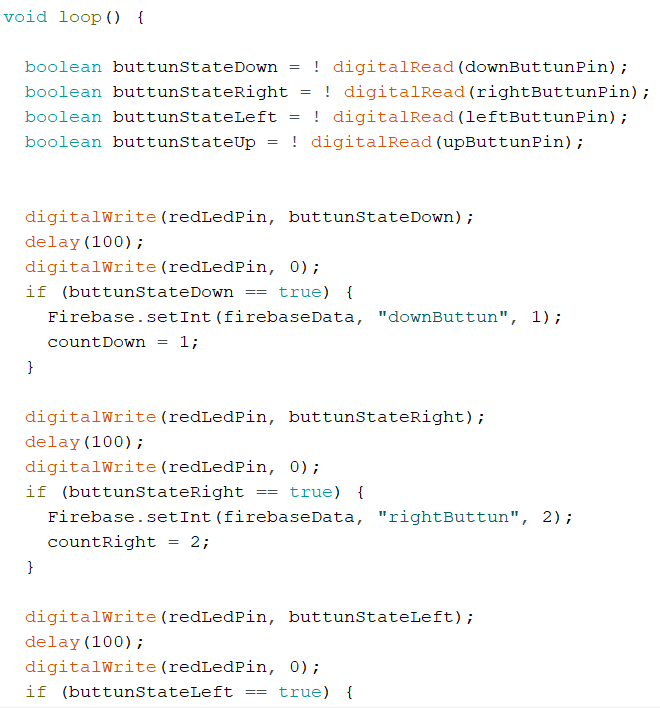 void loop() {
boolean buttunStateDown = ! digitalRead(downButtunPin);
boolean buttunStateRight = ! digitalRead(rightButtunPin);
boolean buttunStateLeft = ! digitalRead(leftButtunPin);
boolean buttunStateUp = ! digitalRead(upButtunPin);
digitalWrite(redLedPin, buttunStateDown);
delay(100);
digitalWrite(redLedPin, 0);
if (buttunStateDown == true) {
Firebase.setInt(firebaseData, "downButtun", 1);
countDown = 1;
}
digitalWrite(redLedPin, buttunStateRight);
delay(100);
digitalWrite(redLedPin, 0);
if (buttunStateRight == true) {
Firebase.setInt(firebaseData, "rightButtun", 2);
countRight = 2;
}
digitalWrite(redLedPin, buttunStateLeft);
delay(100);
digitalWrite(redLedPin, 0);
if (buttunStateLeft == true) {